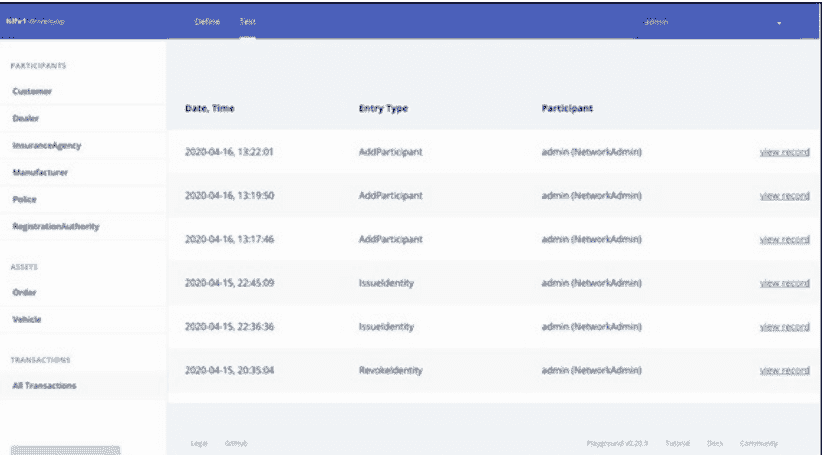 Define Test admin
PARTICIPANTS
Customer
Dealer
InsuranceAgency
Manufacturer
Police
RegistrationAuthority
ASSETS
Order
Vehicle
TRANSACTIONS
All Transactions
Date, Time Entry Type Participant
2020-04-16, 13:22:01 AddParticipant admin (NetworkAdmin) view record
2020-04-16, 13:19:50 AddParticipant admin (NetworkAdmin) view record
2020-04-16, 13:17:46 AddParticipant admin (NetworkAdmin) view record
2020-04-15, 22:45:09 IssueIdentity admin (NetworkAdmin) view record
2020-04-15, 22:36:36 IssueIdentity admin (NetworkAdmin) view record
2020-04-15, 20:35:04 RevokeIdentity admin (NetworkAdmin) view record
Legal GitHub Playground Tutorial Docs Community